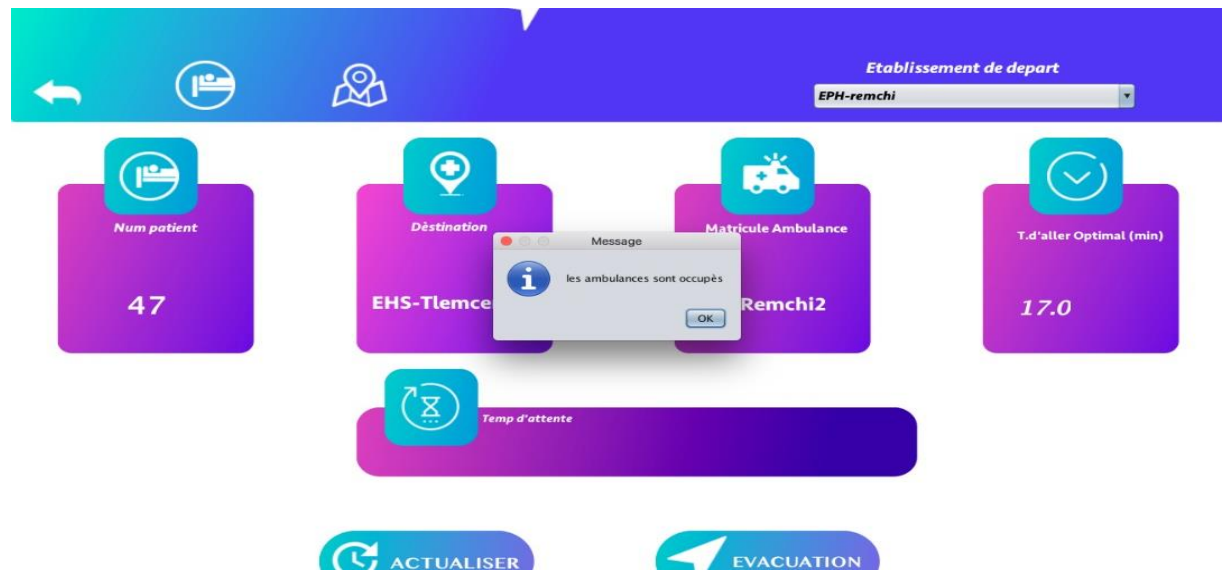 Etablissement de depart
EPH-remchi
Num patient
Dèstination
Matricule Ambulance
T.d'aller Optimal (min)
Message
les ambulances sont occupès
OK
47
EHS-Tlemce
Remchi2
17.0
Temp d'attente
ACTUALISER
EVACUATION